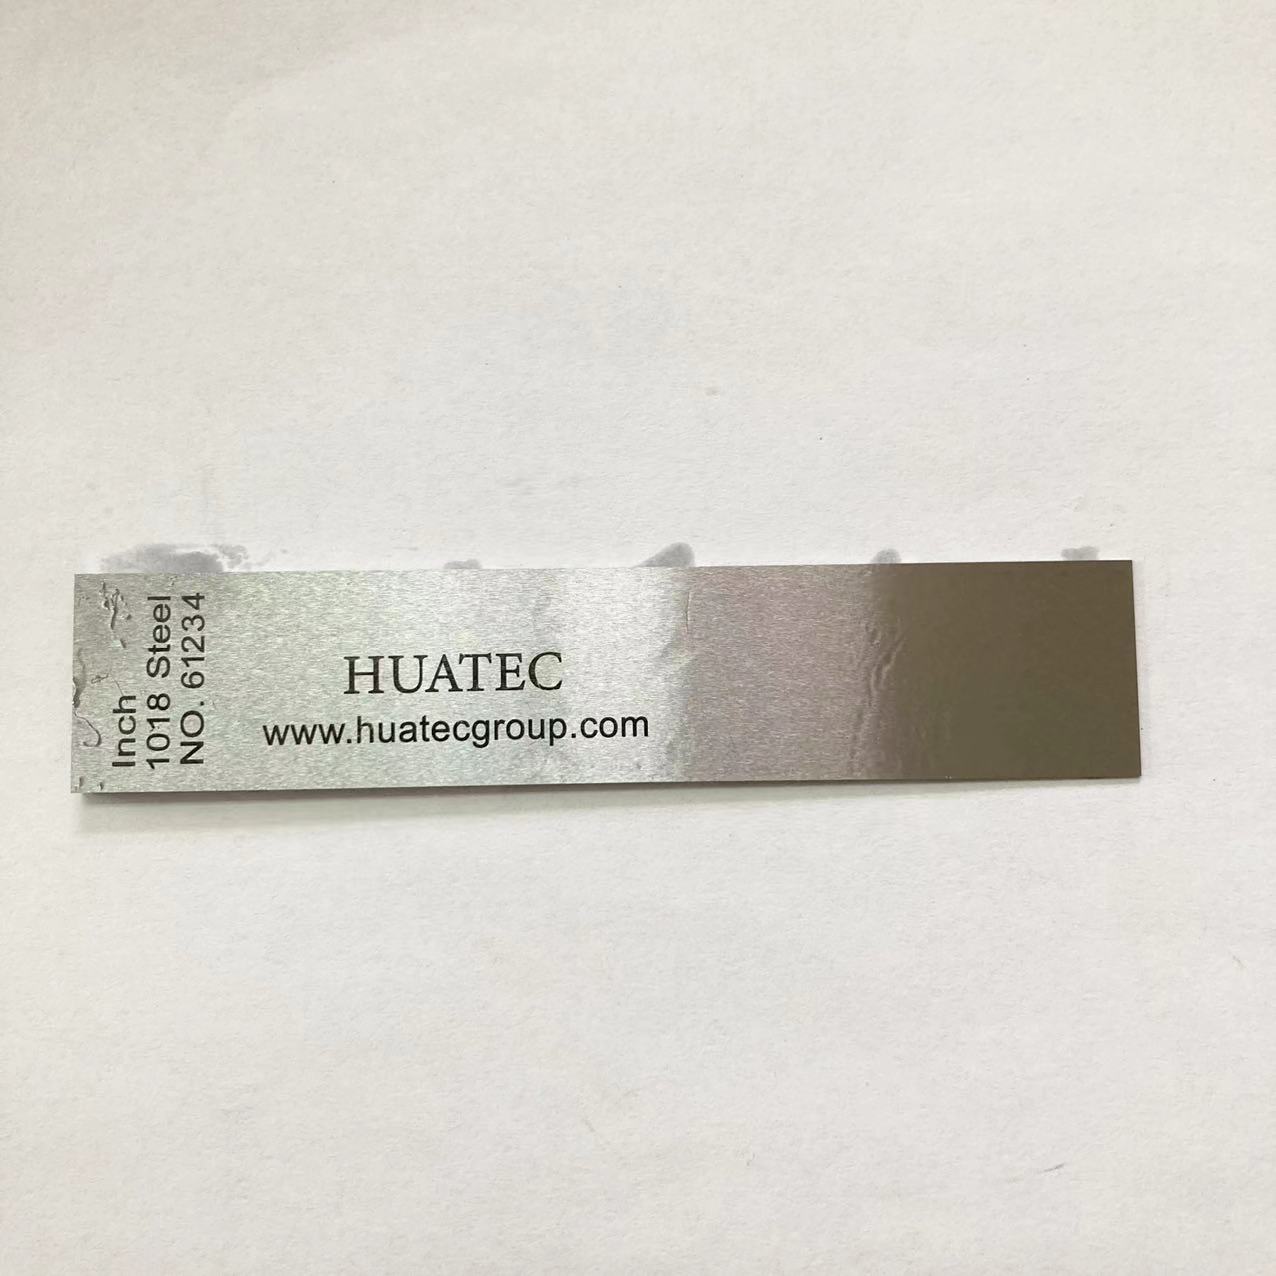 Inch
1018 Steel
NO. 61234
HUATEC
www.huatecgroup.com